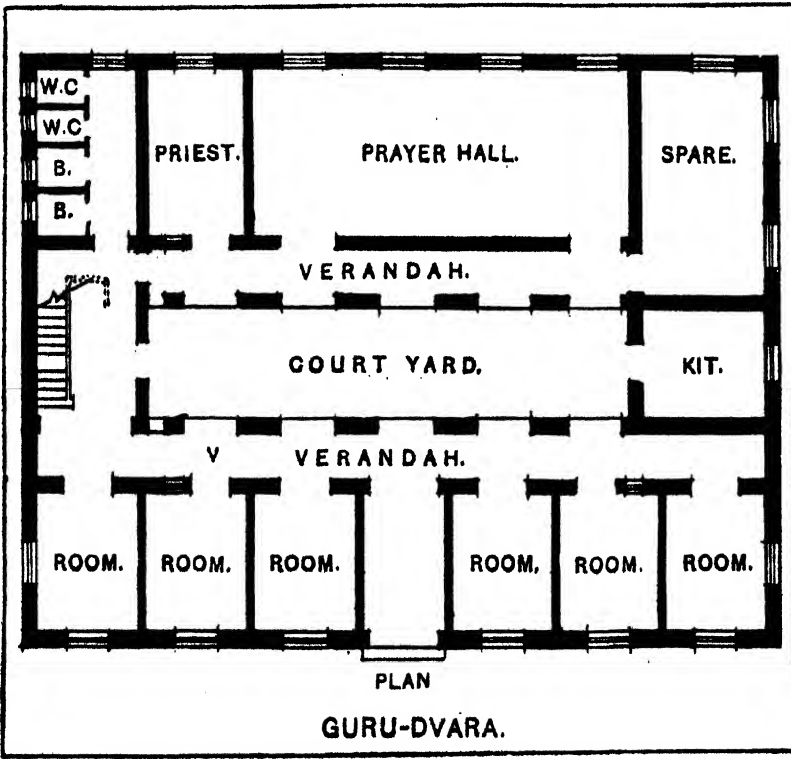 W.C
W.C
B.
B.
PRIEST.
PRAYER HALL.
SPARE.
VERANDAH.
COURT YARD.
KIT.
V
VERANDAH.
ROOM.
ROOM.
ROOM.
ROOM,
ROOM.
ROOM.
PLAN
GURU-DVARA.